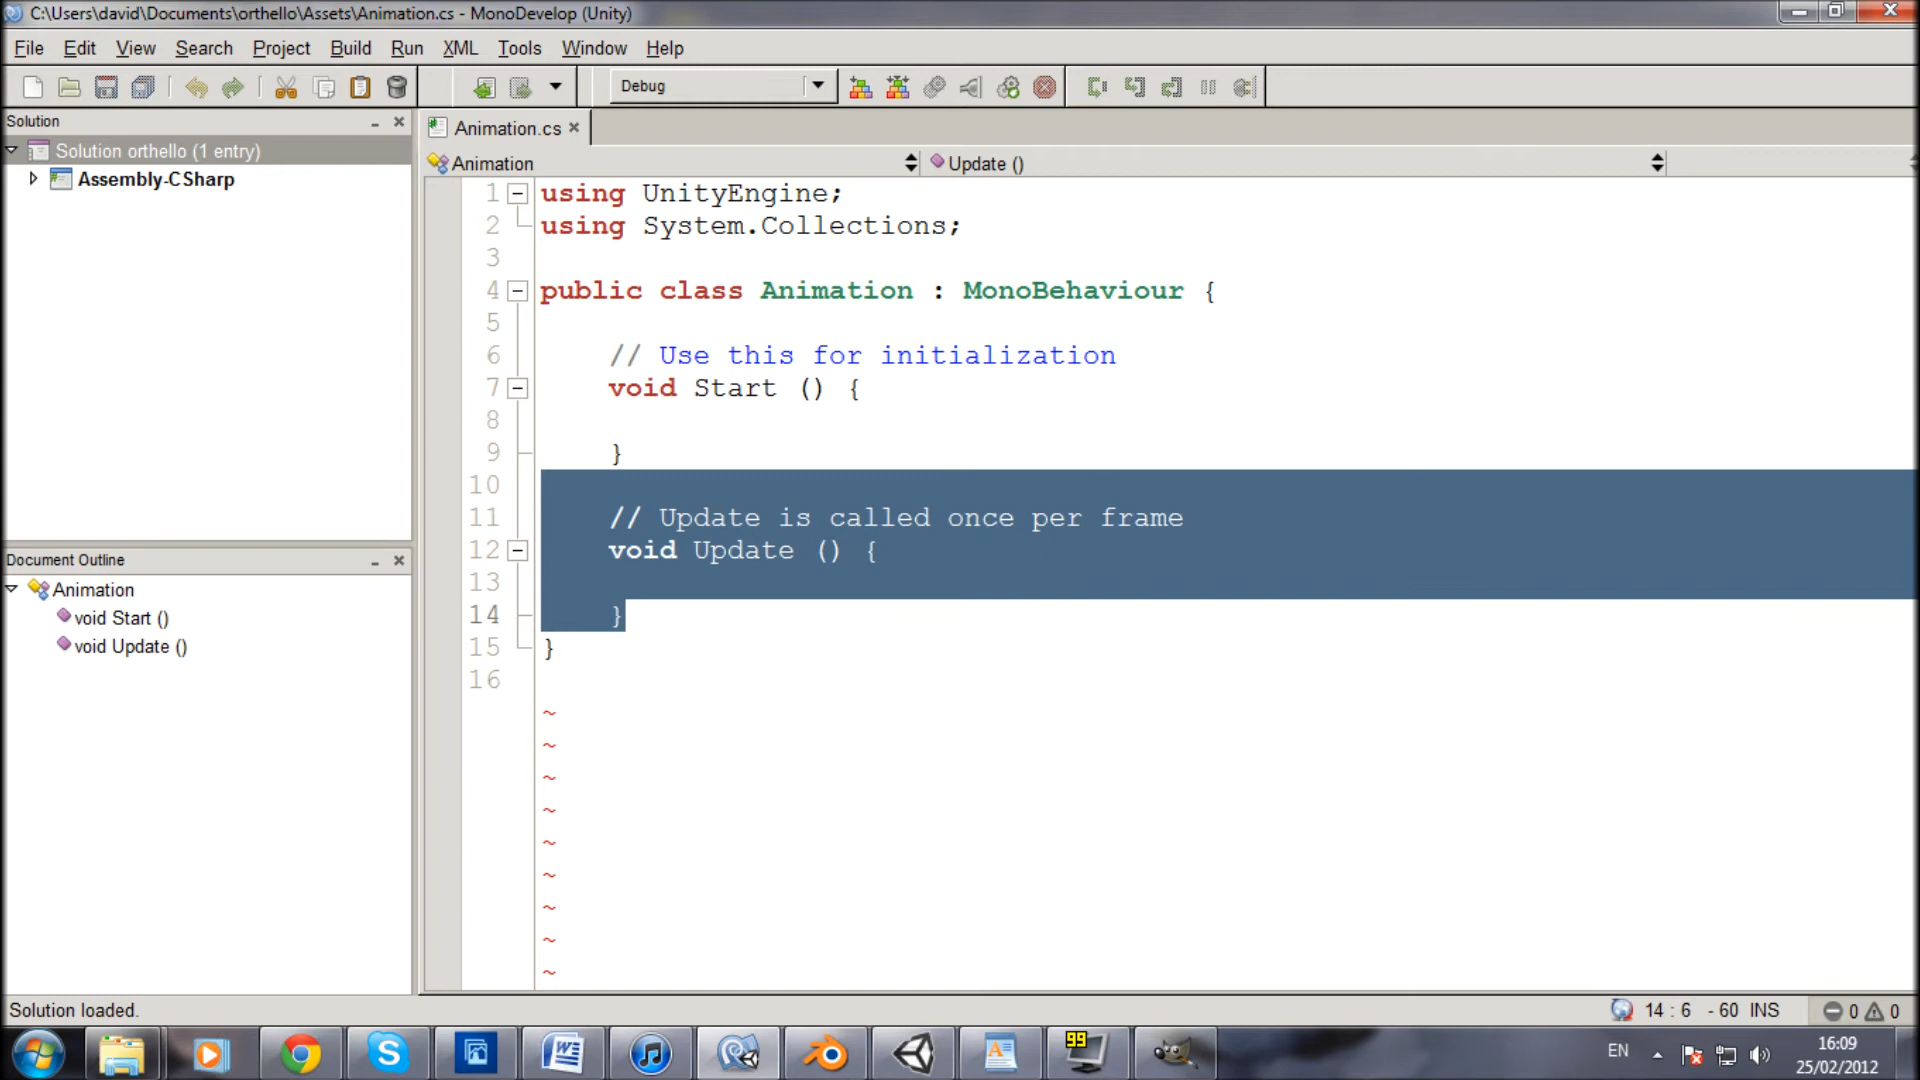 C:\Users\david\Documents\orthello\Assets\Animation.cs - MonoDevelop (Unity)
File Edit View Search Project Build Run XML Tools Window Help
Debug
Solution
Solution orthello (1 entry)
Assembly-CSharp
Animation.cs
Animation
Update ()
1 using UnityEngine;
2 using System.Collections;
3
4 public class Animation : MonoBehaviour {
5
6 // Use this for initialization
7 void Start () {
8
9 }
10
11 // Update is called once per frame
12 void Update () {
13
14 }
15 }
16
~
~
~
~
~
~
~
~
~
Document Outline
Animation
void Start ()
void Update ()
Solution loaded.
14 : 6 - 60 INS
0 0
99
EN
16:09
25/02/2012